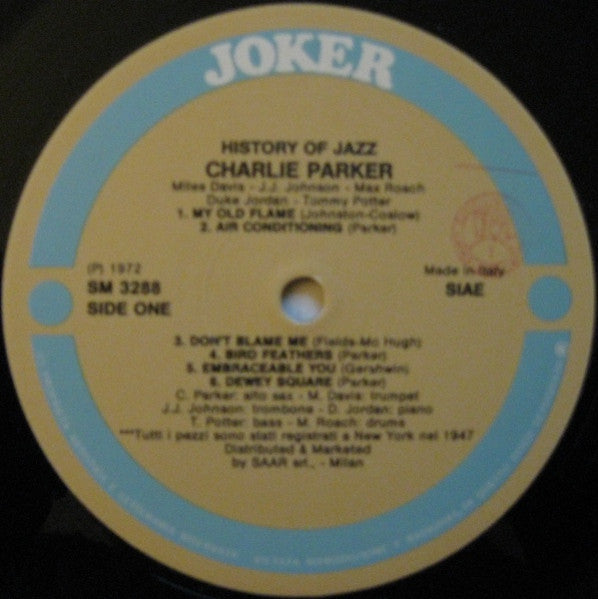 JOKER
HISTORY OF JAZZ
CHARLIE PARKER
Miles Davis - J.J. Johnson - Max Roach
Duke Jordan - Tommy Potter
1. MY OLD FLAME (Johnston-Coslow)
2. AIR CONDITIONING (Parker)
(P) 1972
SM 3288
SIDE ONE
Made in Italy
SIAE
3. DON'T BLAME ME (Fields-Mc Hugh)
4. BIRD FEATHERS (Parker)
5. EMBRACEABLE YOU (Gershwin)
6. DEWEY SQUARE (Parker)
C. Parker: alto sax - M. Davis: trumpet
J.J. Johnson: trombone - D. Jordan: piano
T. Potter: bass - M. Roach: drums
***Tutti i pezzi sono stati registrati a New York nel 1947
Distributed & Marketed
by SAAR srl., - Milan